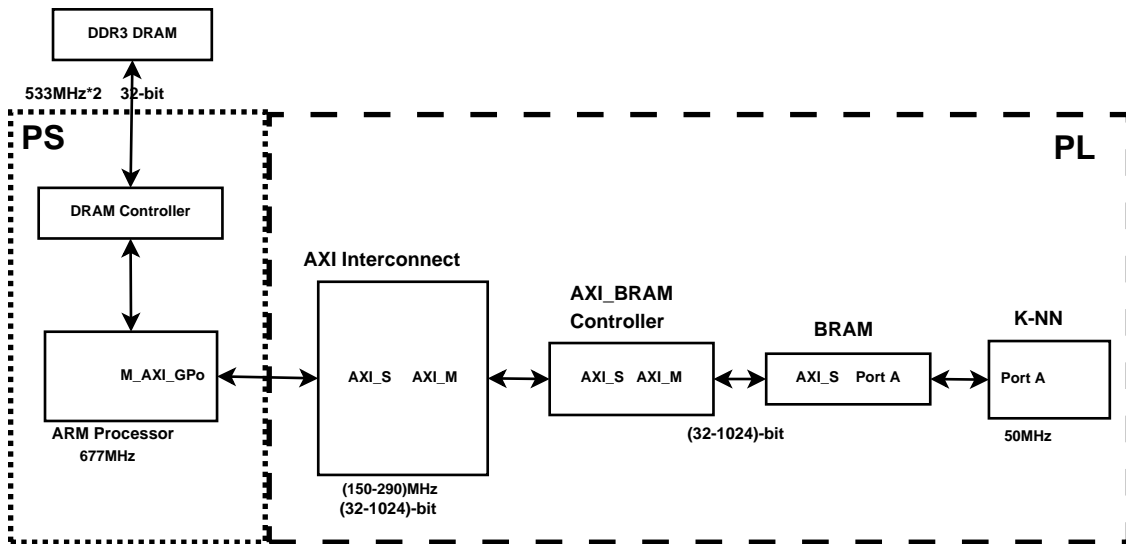 DDR3 DRAM
533MHz*2 32-bit
PS
PL
DRAM Controller
AXI Interconnect
AXI_BRAM
Controller
BRAM
K-NN
M_AXI_GPo
AXI_S AXI_M
AXI_S AXI_M
AXI_S Port A
Port A
ARM Processor
677MHz
(32-1024)-bit
50MHz
(150-290)MHz
(32-1024)-bit